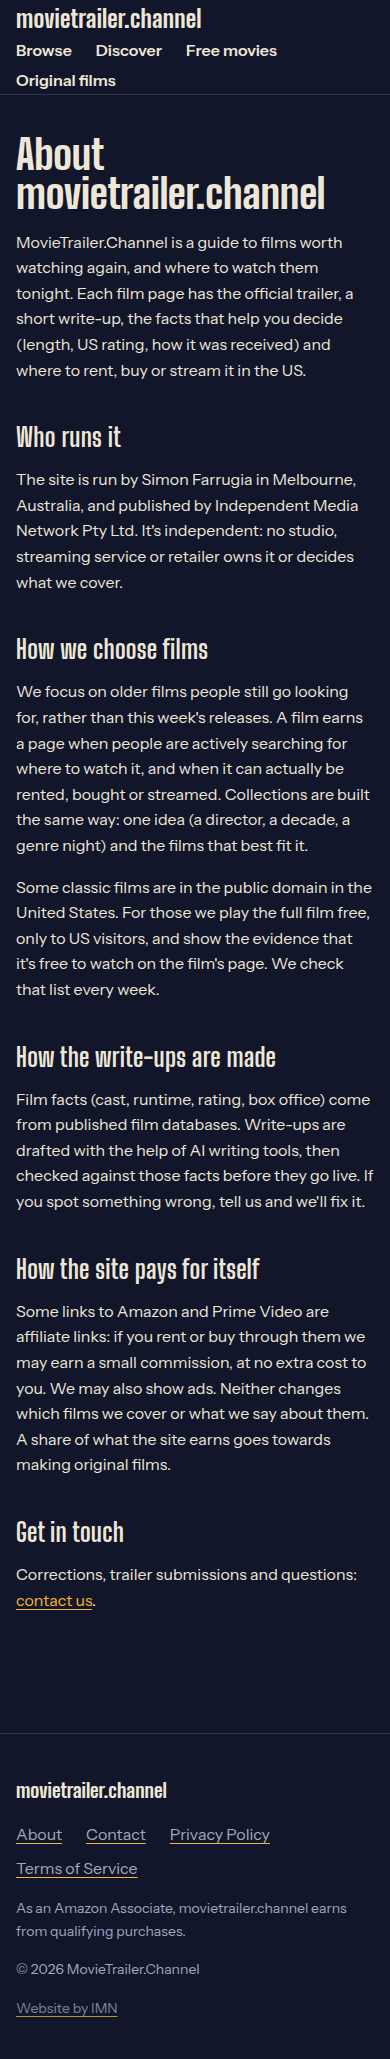 movietrailer.channel
Browse Discover Free movies
Original films
About
movietrailer.channel
MovieTrailer.Channel is a guide to films worth
watching again, and where to watch them
tonight. Each film page has the official trailer, a
short write-up, the facts that help you decide
(length, US rating, how it was received) and
where to rent, buy or stream it in the US.
Who runs it
The site is run by Simon Farrugia in Melbourne,
Australia, and published by Independent Media
Network Pty Ltd. It's independent: no studio,
streaming service or retailer owns it or decides
what we cover.
How we choose films
We focus on older films people still go looking
for, rather than this week's releases. A film earns
a page when people are actively searching for
where to watch it, and when it can actually be
rented, bought or streamed. Collections are built
the same way: one idea (a director, a decade, a
genre night) and the films that best fit it.
Some classic films are in the public domain in the
United States. For those we play the full film free,
only to US visitors, and show the evidence that
it's free to watch on the film's page. We check
that list every week.
How the write-ups are made
Film facts (cast, runtime, rating, box office) come
from published film databases. Write-ups are
drafted with the help of AI writing tools, then
checked against those facts before they go live. If
you spot something wrong, tell us and we'll fix it.
How the site pays for itself
Some links to Amazon and Prime Video are
affiliate links: if you rent or buy through them we
may earn a small commission, at no extra cost to
you. We may also show ads. Neither changes
which films we cover or what we say about them.
A share of what the site earns goes towards
making original films.
Get in touch
Corrections, trailer submissions and questions:
contact us.
movietrailer.channel
About Contact Privacy Policy
Terms of Service
As an Amazon Associate, movietrailer.channel earns
from qualifying purchases.
© 2026 MovieTrailer.Channel
Website by IMN